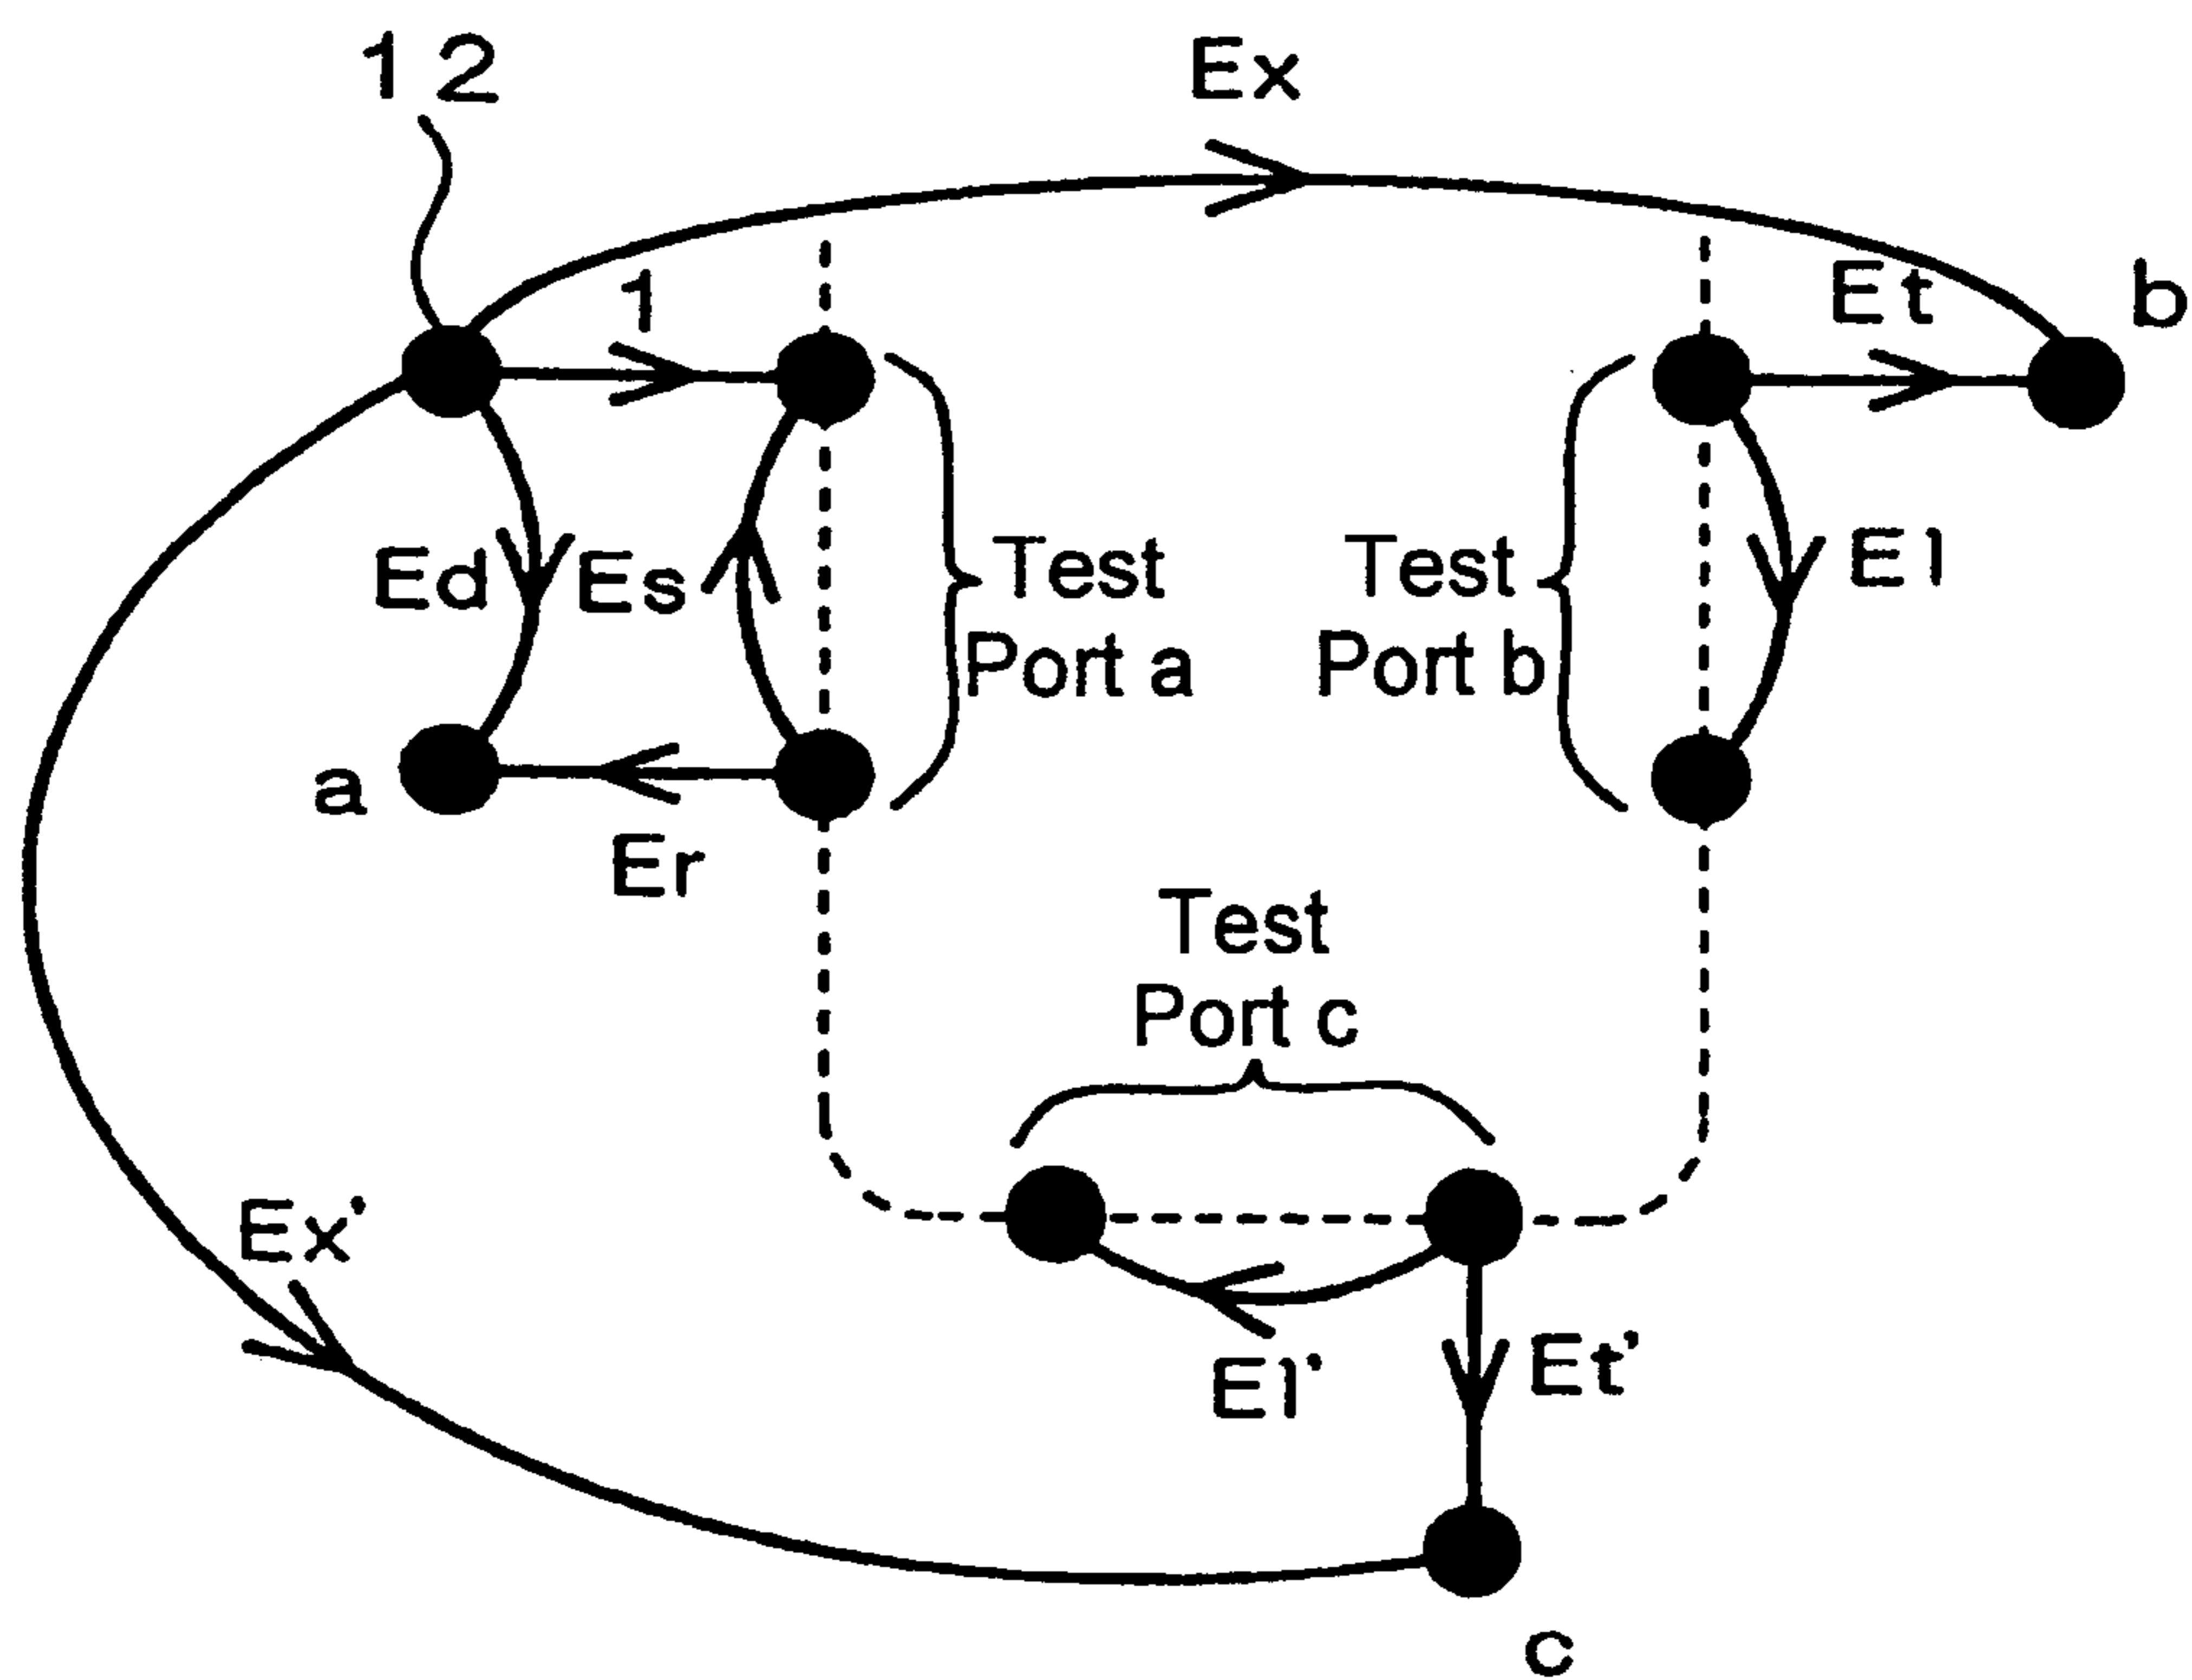 12
Ex
1
Et
b
Ed
Es
Test
Port a
Test
Port b
El
a
Er
Test
Port c
Ex'
El'
Et'
c